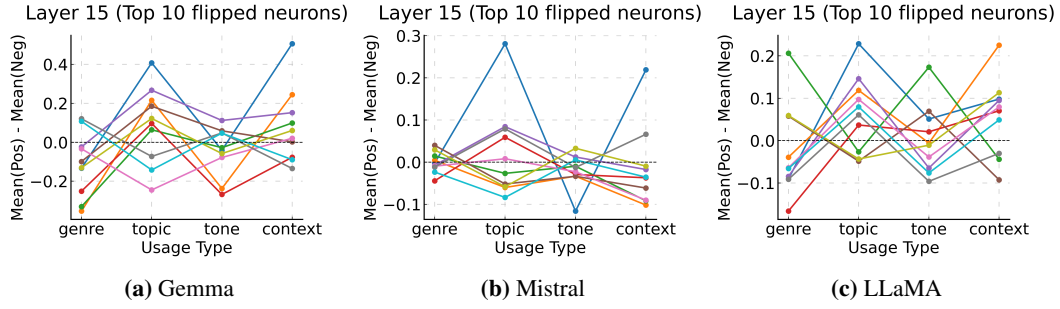 Layer 15 (Top 10 flipped neurons)
Mean(Pos) - Mean(Neg)
0.4
0.2
0.0
−0.2
genre topic tone context
Usage Type
(a) Gemma
Layer 15 (Top 10 flipped neurons)
Mean(Pos) - Mean(Neg)
0.3
0.2
0.1
0.0
−0.1
genre topic tone context
Usage Type
(b) Mistral
Layer 15 (Top 10 flipped neurons)
Mean(Pos) - Mean(Neg)
0.2
0.1
0.0
−0.1
genre topic tone context
Usage Type
(c) LLaMA